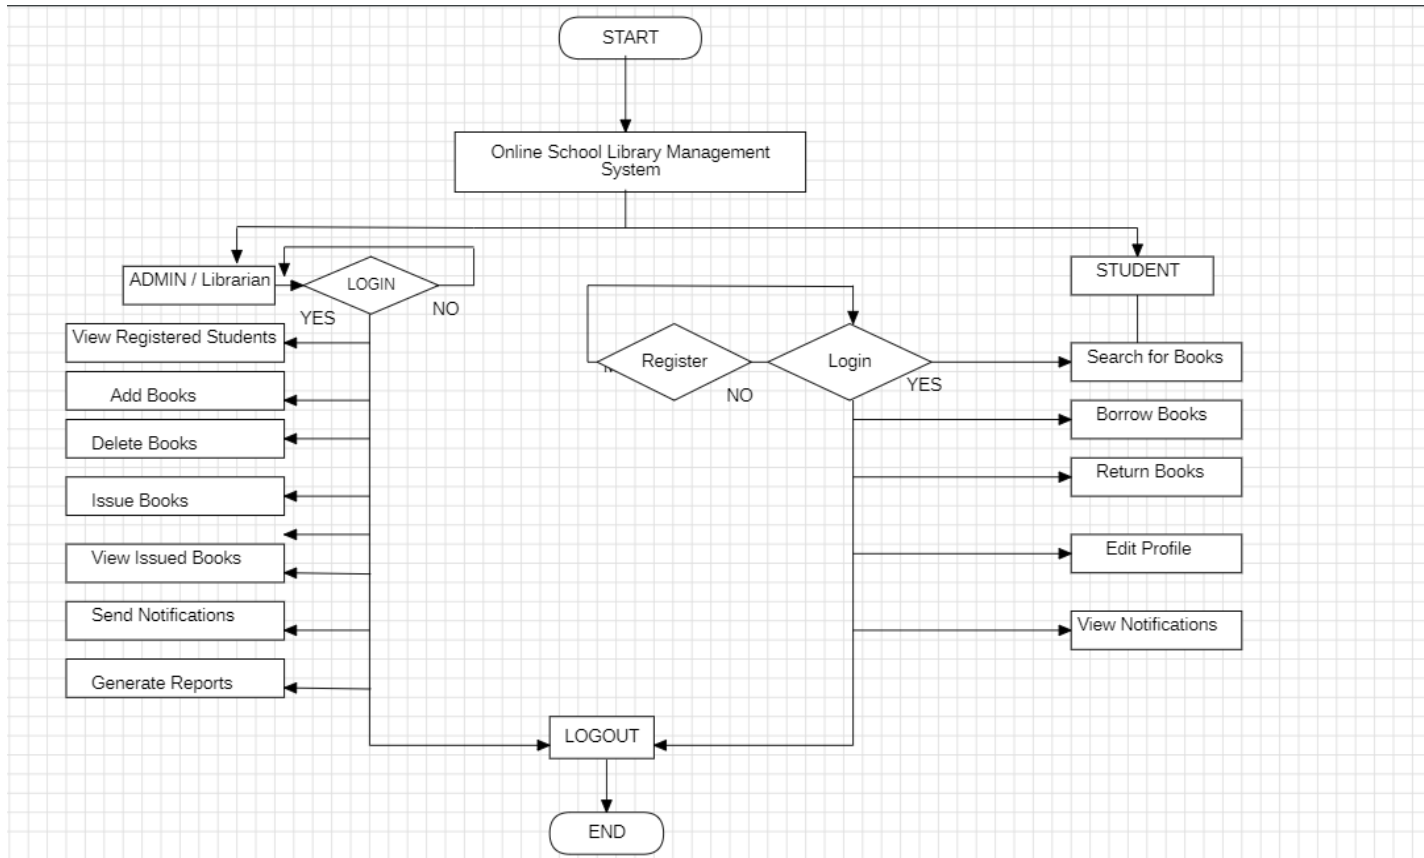 START
Online School Library Management
System
ADMIN / Librarian
LOGIN
STUDENT
YES
NO
View Registered Students
Register
Login
Search for Books
NO
YES
Add Books
Borrow Books
Delete Books
Return Books
Issue Books
Edit Profile
View Issued Books
Send Notifications
View Notifications
Generate Reports
LOGOUT
END